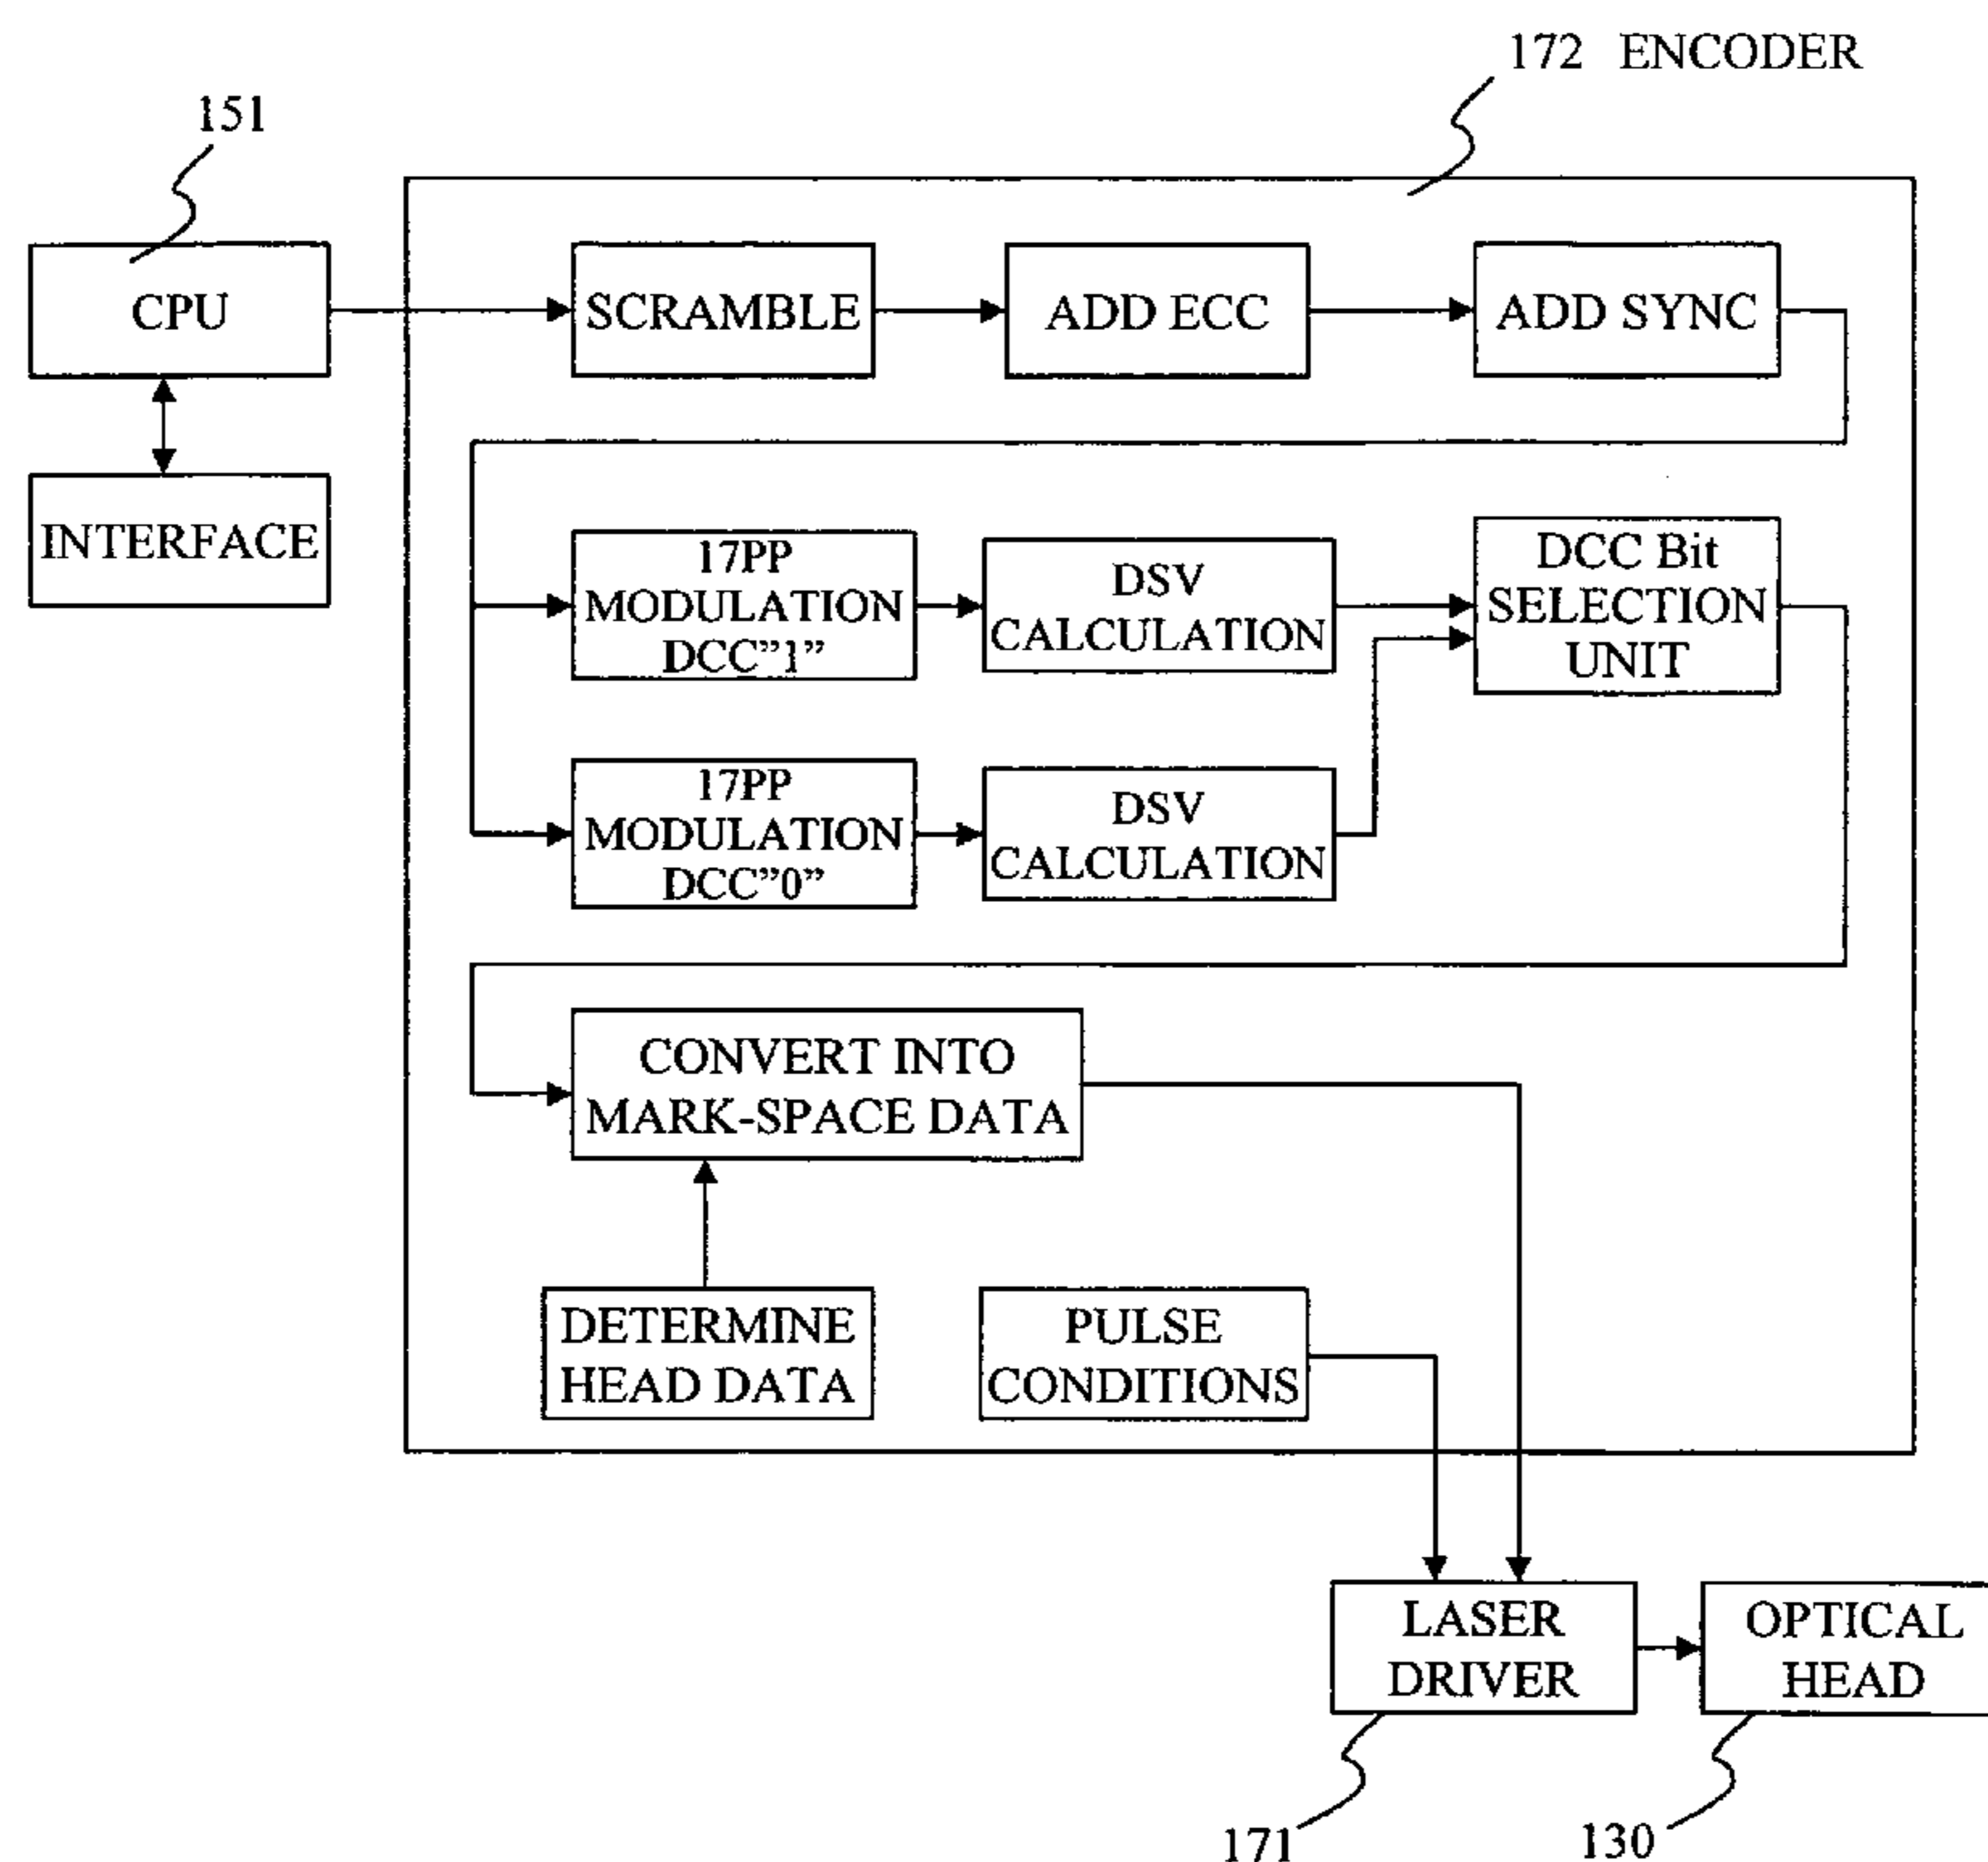 172 ENCODER
151
CPU
SCRAMBLE
ADD ECC
ADD SYNC
INTERFACE
17PP
MODULATION
DCC”1”
DSV
CALCULATION
DCC Bit
SELECTION
UNIT
17PP
MODULATION
DCC”0”
DSV
CALCULATION
CONVERT INTO
MARK-SPACE DATA
DETERMINE
HEAD DATA
PULSE
CONDITIONS
LASER
DRIVER
OPTICAL
HEAD
171
130